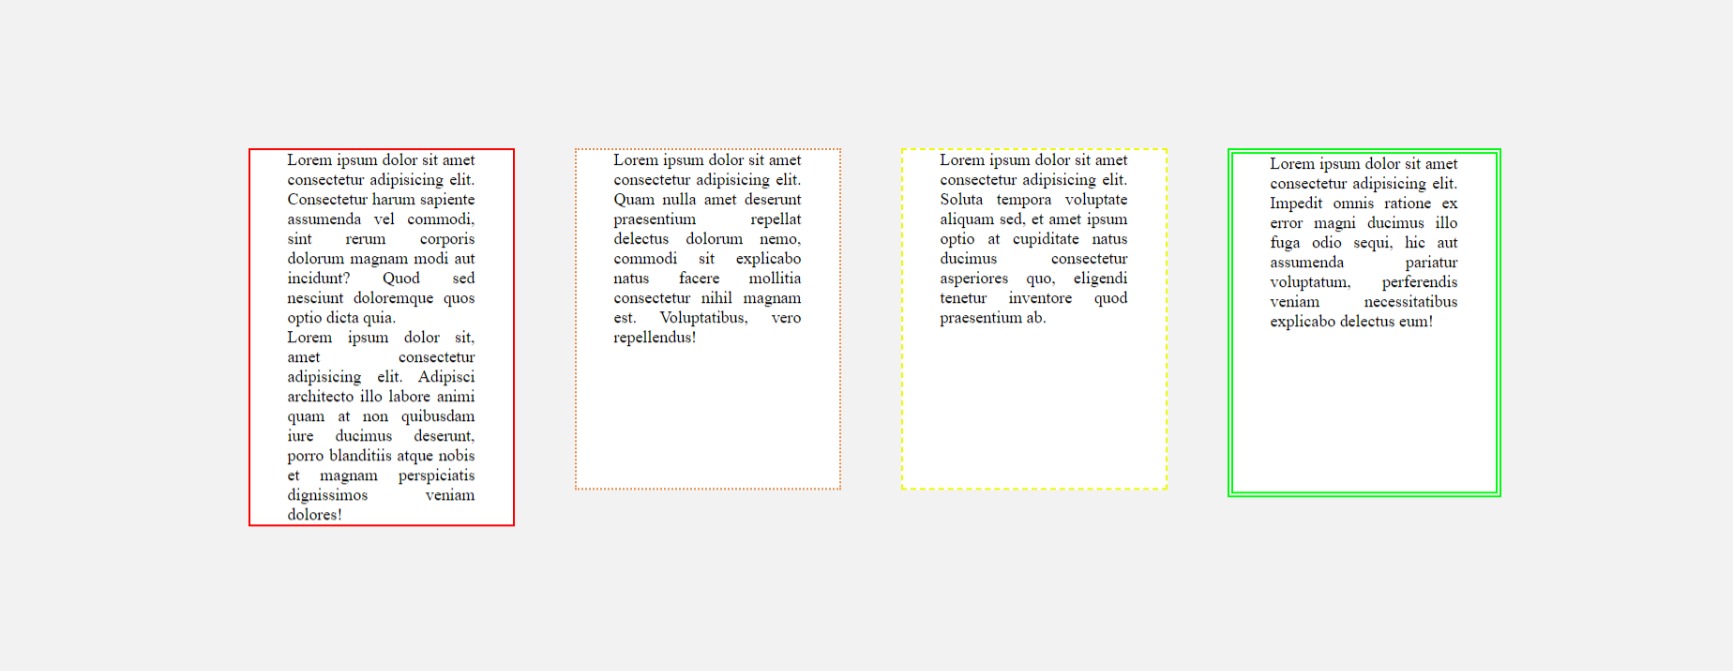 Lorem ipsum dolor sit amet
consectetur adipisicing elit.
Consectetur harum sapiente
assumenda vel commodi,
sint rerum corporis
dolorum magnam modi aut
incidunt? Quod sed
nesciunt doloremque quos
optio dicta quia.
Lorem ipsum dolor sit,
amet consectetur
adipisicing elit. Adipisci
architecto illo labore animi
quam at non quibusdam
iure ducimus deserunt,
porro blanditiis atque nobis
et magnam perspiciatis
dignissimos veniam
dolores!
Lorem ipsum dolor sit amet
consectetur adipisicing elit.
Quam nulla amet deserunt
praesentium repellat
delectus dolorum nemo,
commodi sit explicabo
natus facere mollitia
consectetur nihil magnam
est. Voluptatibus, vero
repellendus!
Lorem ipsum dolor sit amet
consectetur adipisicing elit.
Soluta tempora voluptate
aliquam sed, et amet ipsum
optio at cupiditate natus
ducimus consectetur
asperiores quo, eligendi
tenetur inventore quod
praesentium ab.
Lorem ipsum dolor sit amet
consectetur adipisicing elit.
Impedit omnis ratione ex
error magni ducimus illo
fuga odio sequi, hic aut
assumenda pariatur
voluptatum, perferendis
veniam necessitatibus
explicabo delectus eum!